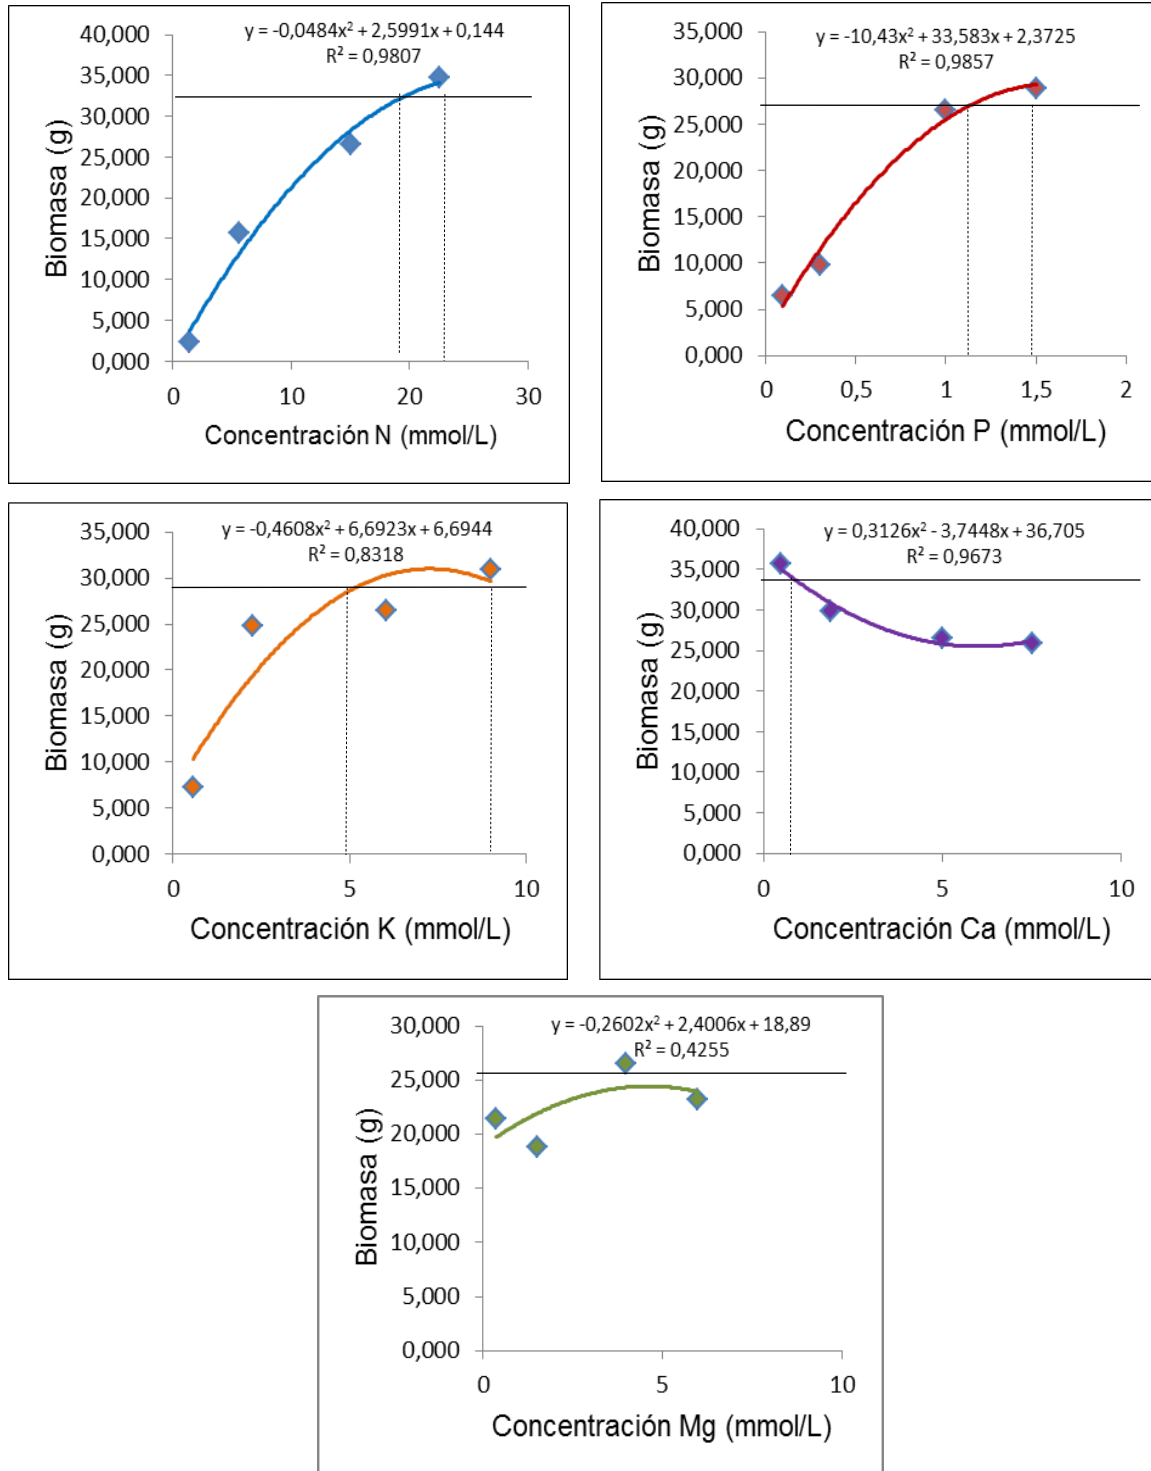 y = -0,0484x² + 2,5991x + 0,144
R² = 0,9807
40,000
35,000
30,000
25,000
20,000
15,000
10,000
5,000
0,000
Biomasa (g)
0 10 20 30
Concentración N (mmol/L)
y = -10,43x² + 33,583x + 2,3725
R² = 0,9857
35,000
30,000
25,000
20,000
15,000
10,000
5,000
0,000
Biomasa (g)
0 0,5 1 1,5 2
Concentración P (mmol/L)
y = -0,4608x² + 6,6923x + 6,6944
R² = 0,8318
35,000
30,000
25,000
20,000
15,000
10,000
5,000
0,000
Biomasa (g)
0 5 10
Concentración K (mmol/L)
y = 0,3126x² - 3,7448x + 36,705
R² = 0,9673
40,000
35,000
30,000
25,000
20,000
15,000
10,000
5,000
0,000
Biomasa (g)
0 5 10
Concentración Ca (mmol/L)
y = -0,2602x² + 2,4006x + 18,89
R² = 0,4255
30,000
25,000
20,000
15,000
10,000
5,000
0,000
Biomasa (g)
0 5 10
Concentración Mg (mmol/L)